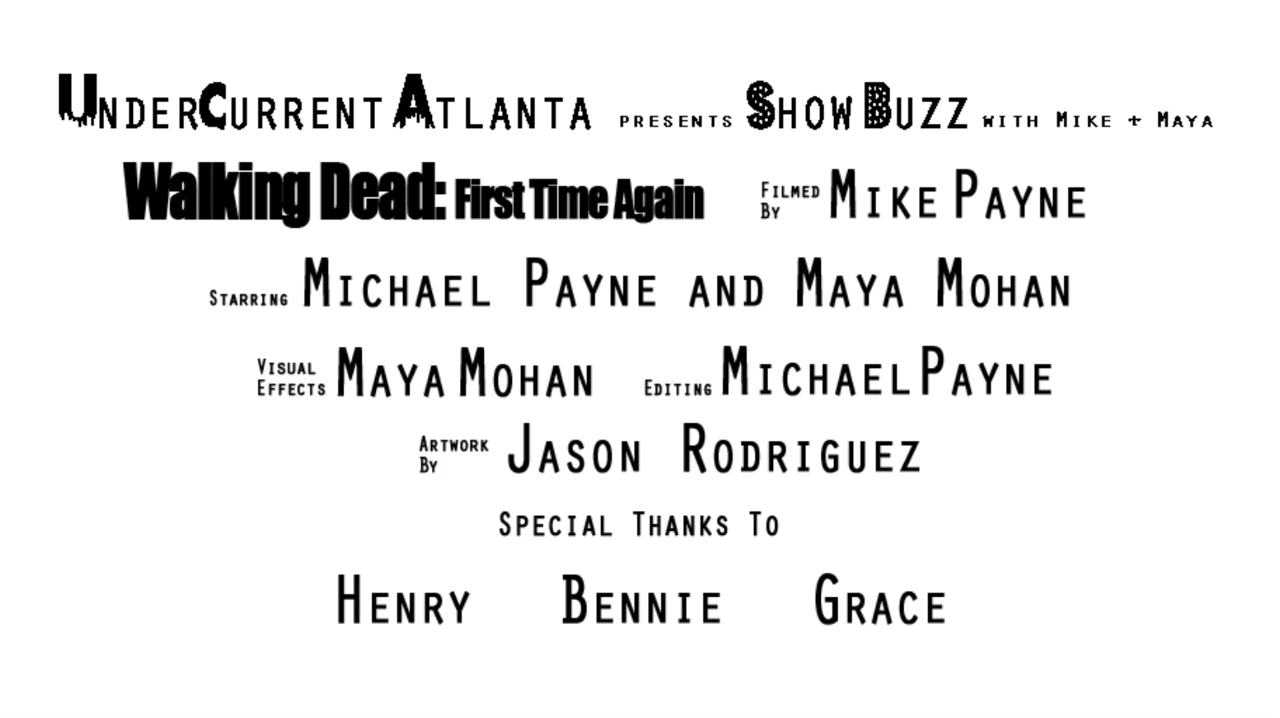 UnderCurrent Atlanta presents Show Buzz with Mike + Maya
Walking Dead: First Time Again Filmed By Mike Payne
Starring Michael Payne and Maya Mohan
Visual Effects Maya Mohan Editing Michael Payne
Artwork By Jason Rodriguez
Special Thanks To
Henry Bennie Grace